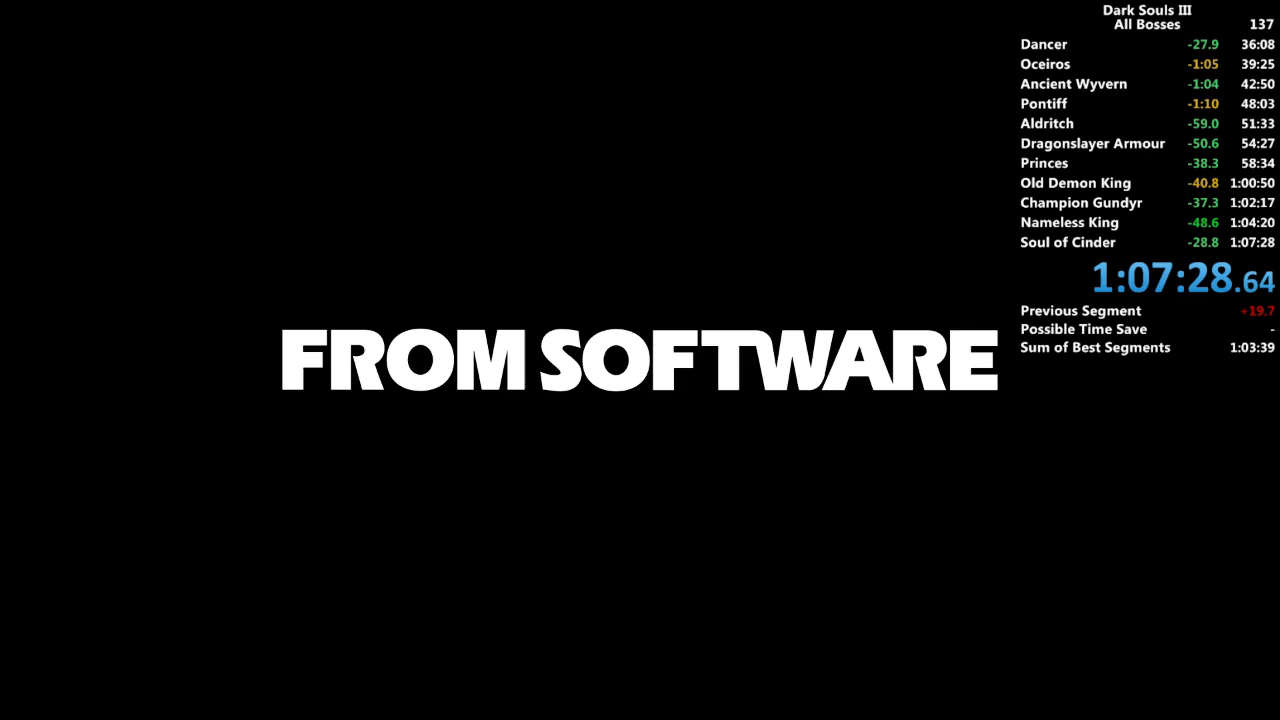 Dark Souls III
All Bosses 137
Dancer -27.9 36:08
Oceiros -1:05 39:25
Ancient Wyvern -1:04 42:50
Pontiff -1:10 48:03
Aldritch -59.0 51:33
Dragonslayer Armour -50.6 54:27
Princes -38.3 58:34
Old Demon King -40.8 1:00:50
Champion Gundyr -37.3 1:02:17
Nameless King -48.6 1:04:20
Soul of Cinder -28.8 1:07:28
1:07:28.64
Previous Segment +19.7
Possible Time Save -
Sum of Best Segments 1:03:39
FROM SOFTWARE